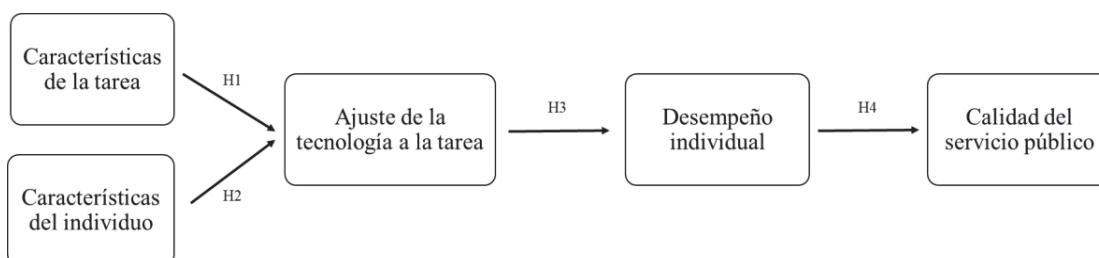 Características
de la tarea
H1
Ajuste de la
tecnología a la tarea
H3
Desempeño
individual
H4
Calidad del
servicio público
Características
del individuo
H2